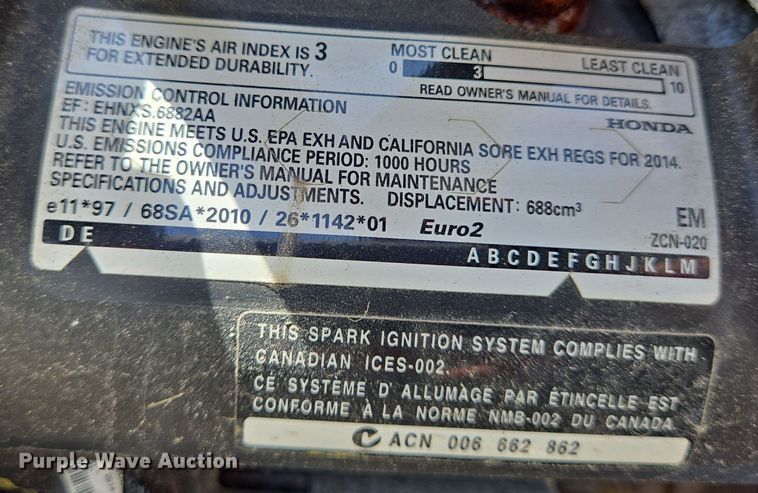 THIS ENGINE'S AIR INDEX IS 3
FOR EXTENDED DURABILITY.
MOST CLEAN LEAST CLEAN
0 3 10
READ OWNER'S MANUAL FOR DETAILS.
EMISSION CONTROL INFORMATION
HONDA
EF: EHNXS.6882AA
THIS ENGINE MEETS U.S. EPA EXH AND CALIFORNIA SORE EXH REGS FOR 2014.
U.S. EMISSIONS COMPLIANCE PERIOD: 1000 HOURS
REFER TO THE OWNER'S MANUAL FOR MAINTENANCE
SPECIFICATIONS AND ADJUSTMENTS. DISPLACEMENT: 688cm³
e11*97 / 68SA*2010 / 26*1142*01 Euro2 EM
ZCN-020
D E A B C D E F G H J K L M
THIS SPARK IGNITION SYSTEM COMPLIES WITH
CANADIAN ICES-002.
CE SYSTÈME D'ALLUMAGE PAR ÉTINCELLE EST
CONFORME À LA NORME NMB-002 DU CANADA.
ACN 006 662 862
Purple Wave Auction